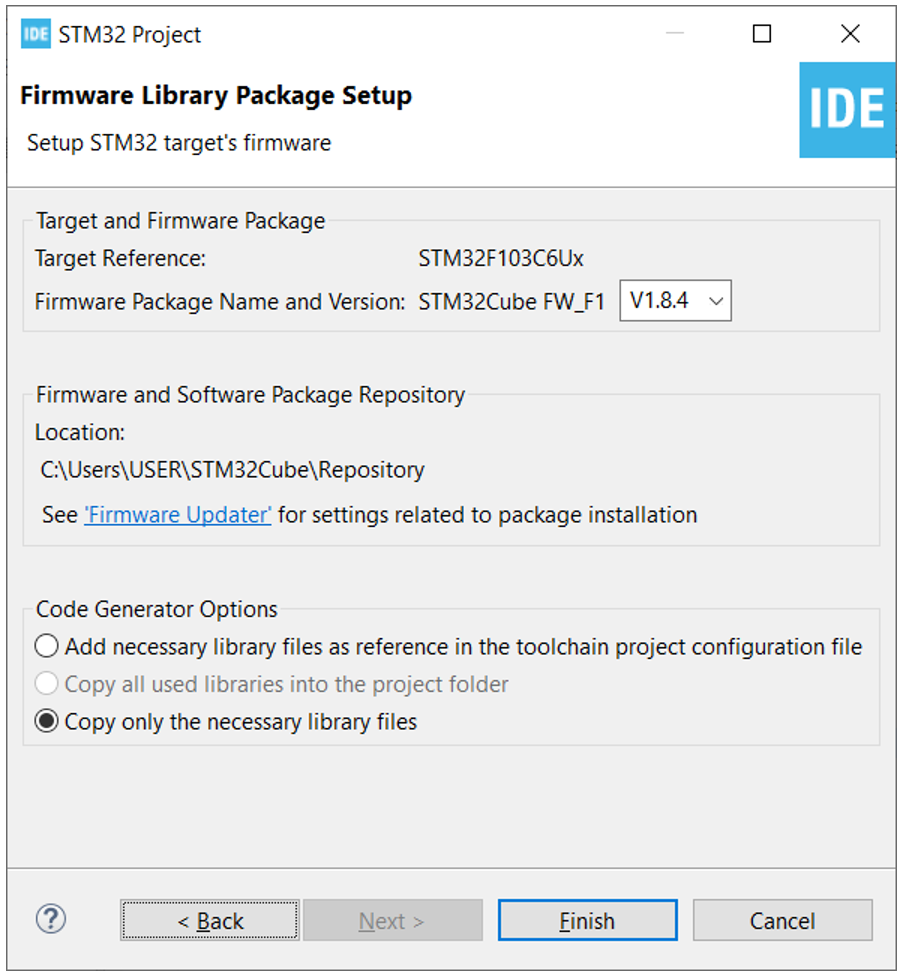 IDE STM32 Project
Firmware Library Package Setup
Setup STM32 target's firmware
IDE
Target and Firmware Package
Target Reference: STM32F103C6Ux
Firmware Package Name and Version: STM32Cube FW_F1 V1.8.4
Firmware and Software Package Repository
Location:
C:\Users\USER\STM32Cube\Repository
See 'Firmware Updater' for settings related to package installation
Code Generator Options
Add necessary library files as reference in the toolchain project configuration file
Copy all used libraries into the project folder
Copy only the necessary library files
? < Back Next > Finish Cancel